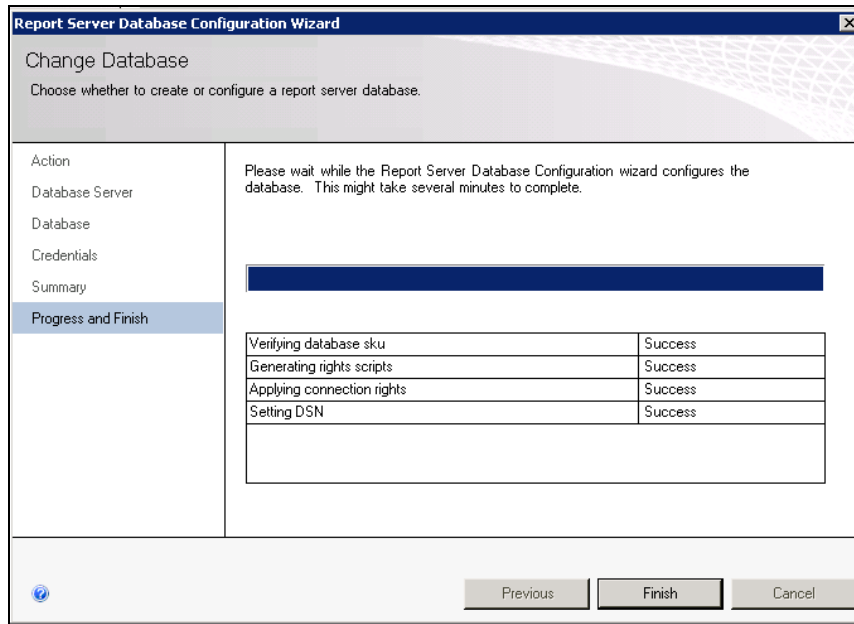 Report Server Database Configuration Wizard
Change Database
Choose whether to create or configure a report server database.
Action
Database Server
Database
Credentials
Summary
Progress and Finish
Please wait while the Report Server Database Configuration wizard configures the
database. This might take several minutes to complete.
Verifying database sku Success
Generating rights scripts Success
Applying connection rights Success
Setting DSN Success
Previous Finish Cancel